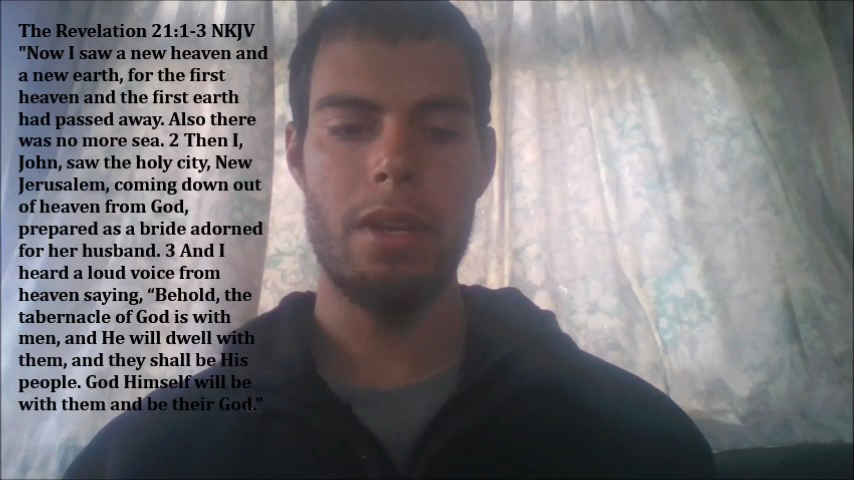 The Revelation 21:1-3 NKJV
"Now I saw a new heaven and
a new earth, for the first
heaven and the first earth
had passed away. Also there
was no more sea. 2 Then I,
John, saw the holy city, New
Jerusalem, coming down out
of heaven from God,
prepared as a bride adorned
for her husband. 3 And I
heard a loud voice from
heaven saying, “Behold, the
tabernacle of God is with
men, and He will dwell with
them, and they shall be His
people. God Himself will be
with them and be their God."